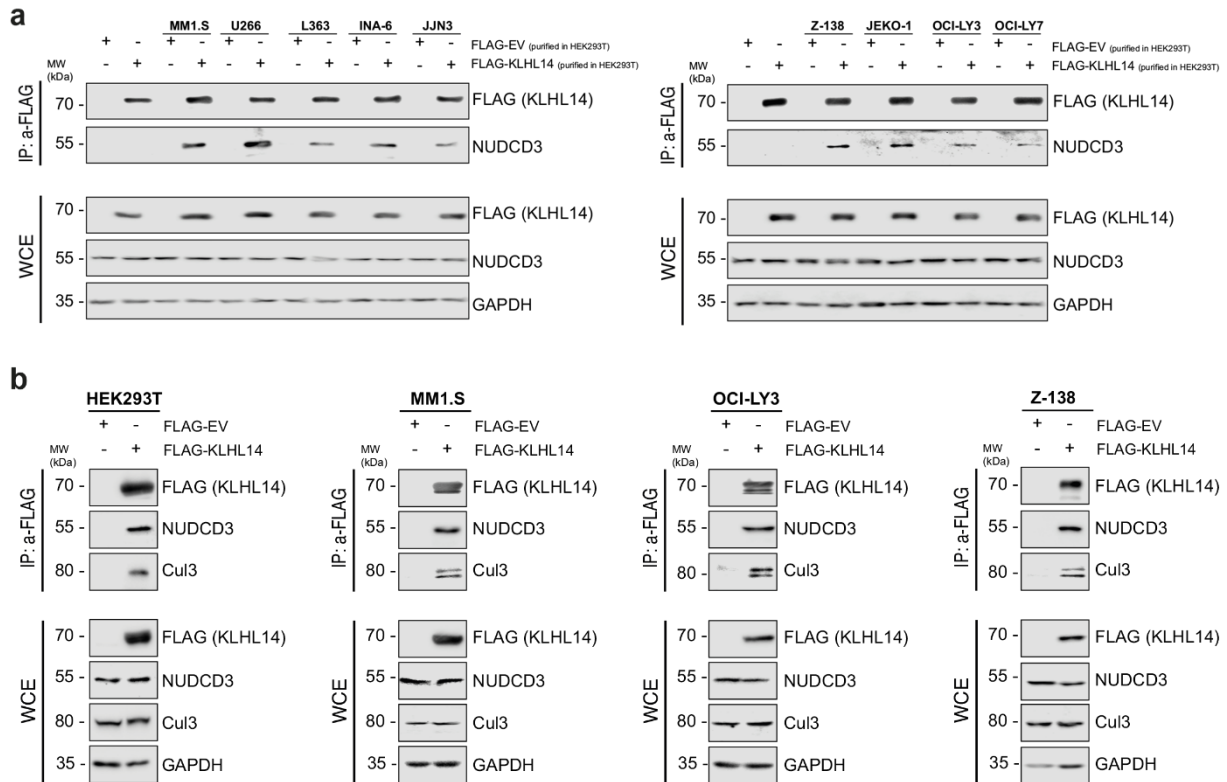 a
MM1.S U266 L363 INA-6 JJN3
+ - + - + - + - + - + - FLAG-EV (purified in HEK293T)
- + - + - + - + - + - + FLAG-KLHL14 (purified in HEK293T)
MW
(kDa)
IP: a-FLAG
70 - FLAG (KLHL14)
55 - NUDCD3
WCE
70 - FLAG (KLHL14)
55 - NUDCD3
35 - GAPDH
Z-138 JEKO-1 OCI-LY3 OCI-LY7
+ - + - + - + - + - FLAG-EV (purified in HEK293T)
- + - + - + - + - + FLAG-KLHL14 (purified in HEK293T)
MW
(kDa)
IP: a-FLAG
70 - FLAG (KLHL14)
55 - NUDCD3
WCE
70 - FLAG (KLHL14)
55 - NUDCD3
35 - GAPDH
b
HEK293T
+ - FLAG-EV
- + FLAG-KLHL14
MW
(kDa)
IP: a-FLAG
70 - FLAG (KLHL14)
55 - NUDCD3
80 - Cul3
WCE
70 - FLAG (KLHL14)
55 - NUDCD3
80 - Cul3
35 - GAPDH
MM1.S
+ - FLAG-EV
- + FLAG-KLHL14
MW
(kDa)
IP: a-FLAG
70 - FLAG (KLHL14)
55 - NUDCD3
80 - Cul3
WCE
70 - FLAG (KLHL14)
55 - NUDCD3
80 - Cul3
35 - GAPDH
OCI-LY3
+ - FLAG-EV
- + FLAG-KLHL14
MW
(kDa)
IP: a-FLAG
70 - FLAG (KLHL14)
55 - NUDCD3
80 - Cul3
WCE
70 - FLAG (KLHL14)
55 - NUDCD3
80 - Cul3
35 - GAPDH
Z-138
+ - FLAG-EV
- + FLAG-KLHL14
MW
(kDa)
IP: a-FLAG
70 - FLAG (KLHL14)
55 - NUDCD3
80 - Cul3
WCE
70 - FLAG (KLHL14)
55 - NUDCD3
80 - Cul3
35 - GAPDH